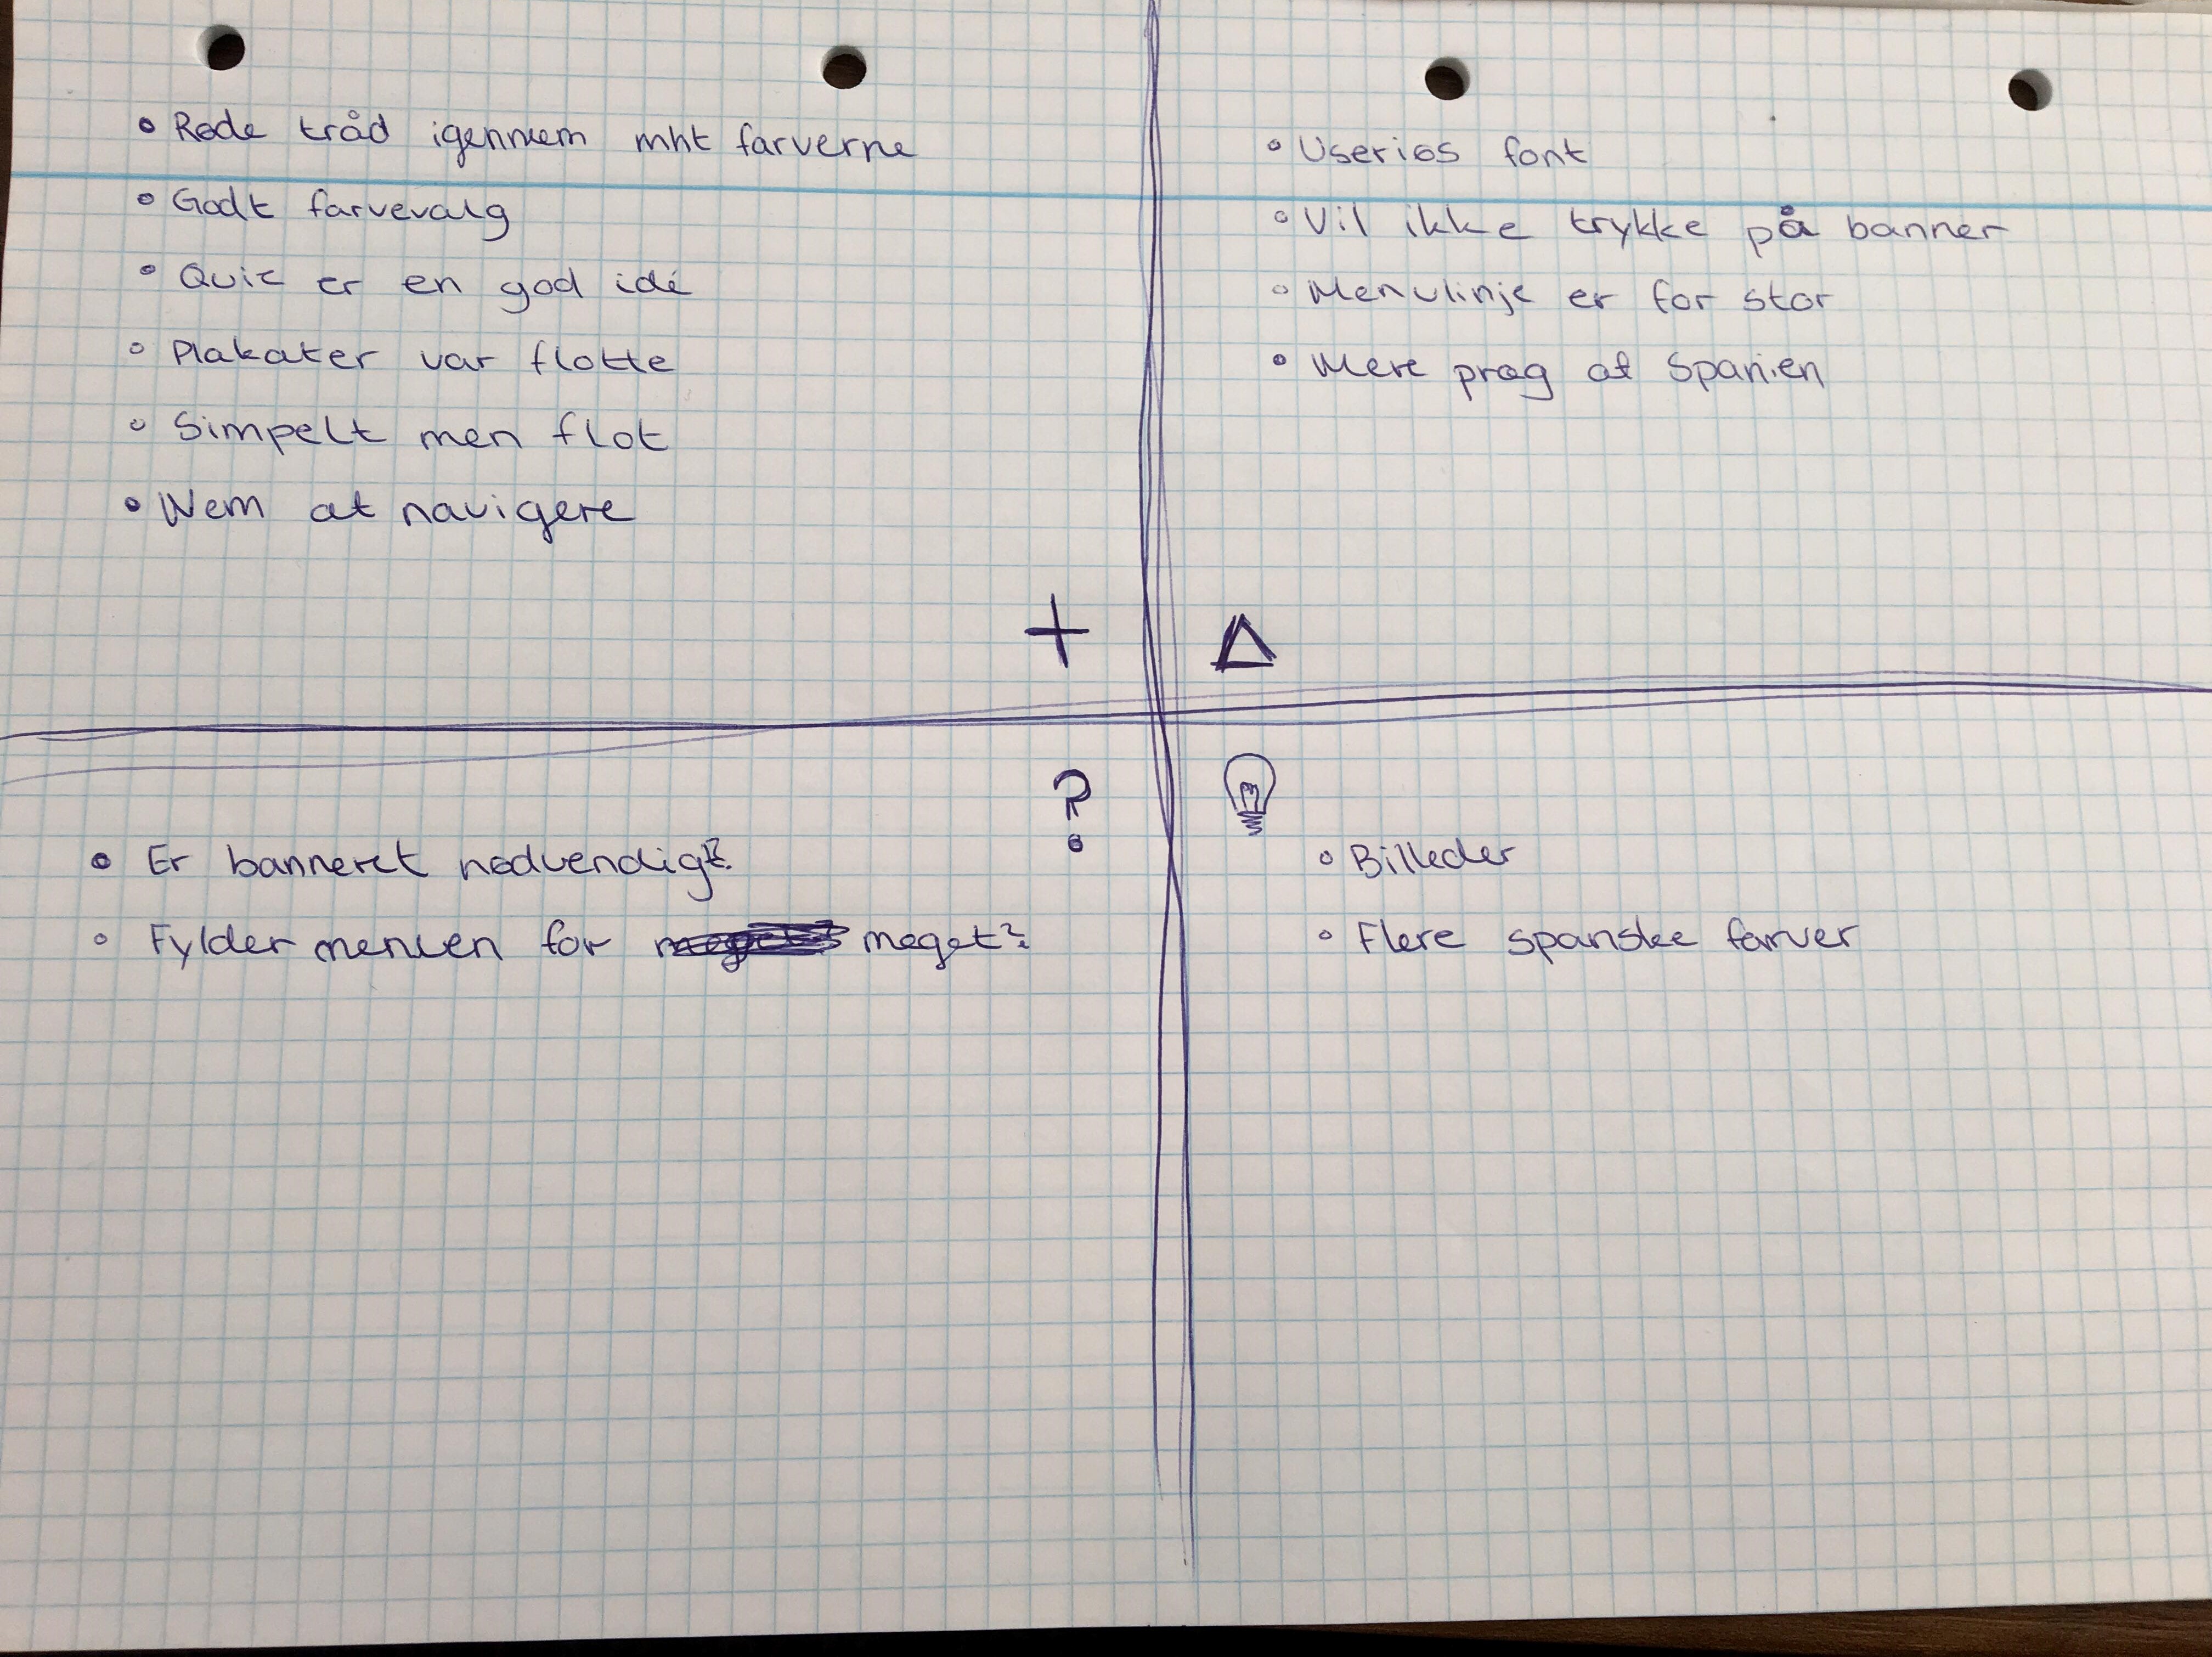 • Røde tråd igennem mht farverne
• Godt farvevalg
• Quiz er en god idé
• Plakater var flotte
• Simpelt men flot
• Nem at navigere
+
• Useriøs font
• Vil ikke trykke på banner
• Menulinje er for stor
• Mere præg af Spanien
Δ
?
• Er banneret nødvendigt?
• Fylder menuen for meget?
• Billeder
• Flere spanske farver